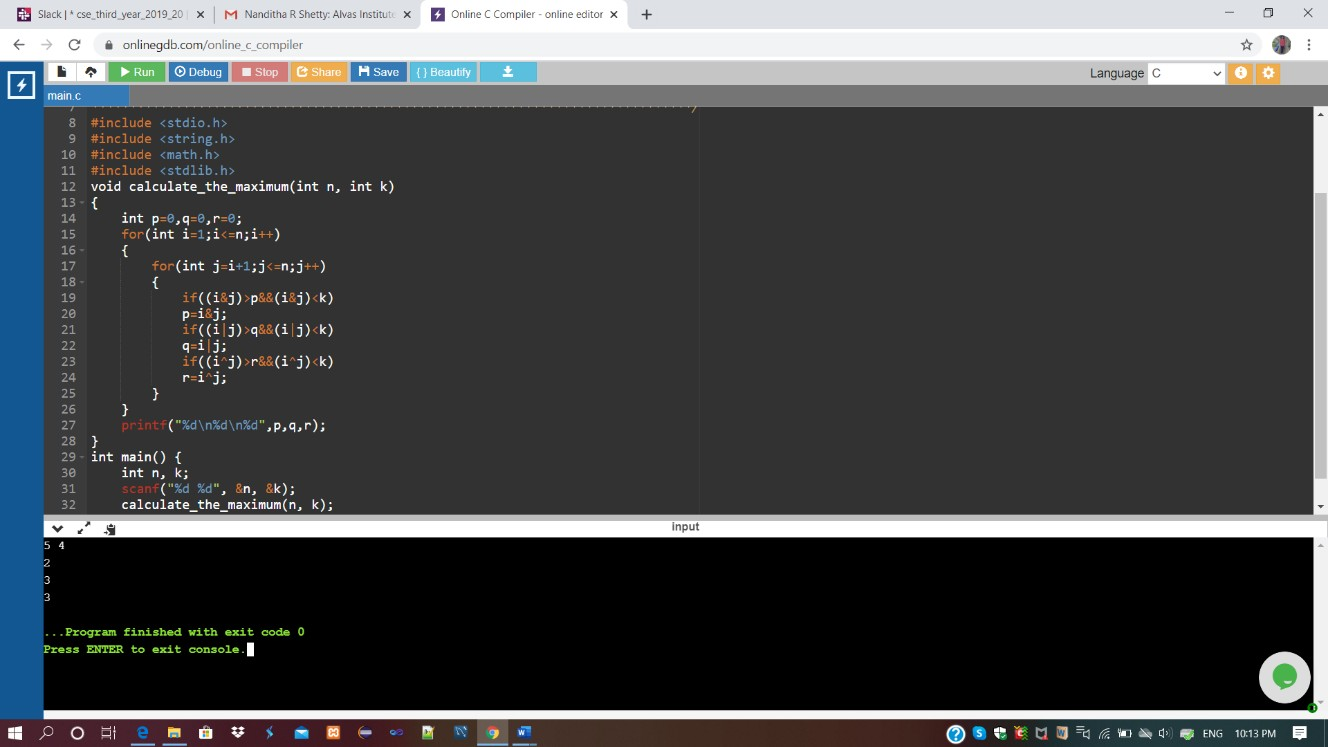 Slack | * cse_third_year_2019_20 | Nanditha R Shetty: Alvas Institute Online C Compiler - online editor
onlinegdb.com/online_c_compiler
Run Debug Stop Share Save { } Beautify Language C
main.c
7 */
8 #include <stdio.h>
9 #include <string.h>
10 #include <math.h>
11 #include <stdlib.h>
12 void calculate_the_maximum(int n, int k)
13 {
14 int p=0,q=0,r=0;
15 for(int i=1;i<=n;i++)
16 {
17 for(int j=i+1;j<=n;j++)
18 {
19 if((i&j)>p&&(i&j)<k)
20 p=i&j;
21 if((i|j)>q&&(i|j)<k)
22 q=i|j;
23 if((i^j)>r&&(i^j)<k)
24 r=i^j;
25 }
26 }
27 printf("%d\n%d\n%d",p,q,r);
28 }
29 int main() {
30 int n, k;
31 scanf("%d %d", &n, &k);
32 calculate_the_maximum(n, k);
input
5 4
2
3
3
...Program finished with exit code 0
Press ENTER to exit console.
ENG 10:13 PM